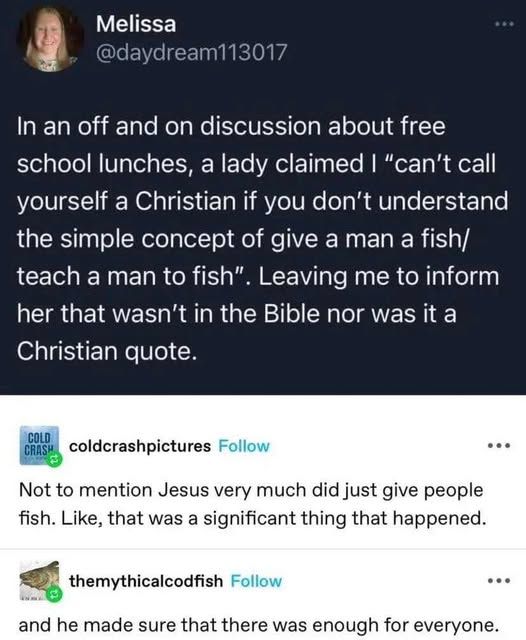 Melissa
@daydream113017
In an off and on discussion about free
school lunches, a lady claimed I “can’t call
yourself a Christian if you don’t understand
the simple concept of give a man a fish/
teach a man to fish”. Leaving me to inform
her that wasn’t in the Bible nor was it a
Christian quote.
COLD
CRASH
coldcrashpictures Follow
Not to mention Jesus very much did just give people
fish. Like, that was a significant thing that happened.
themythicalcodfish Follow
and he made sure that there was enough for everyone.